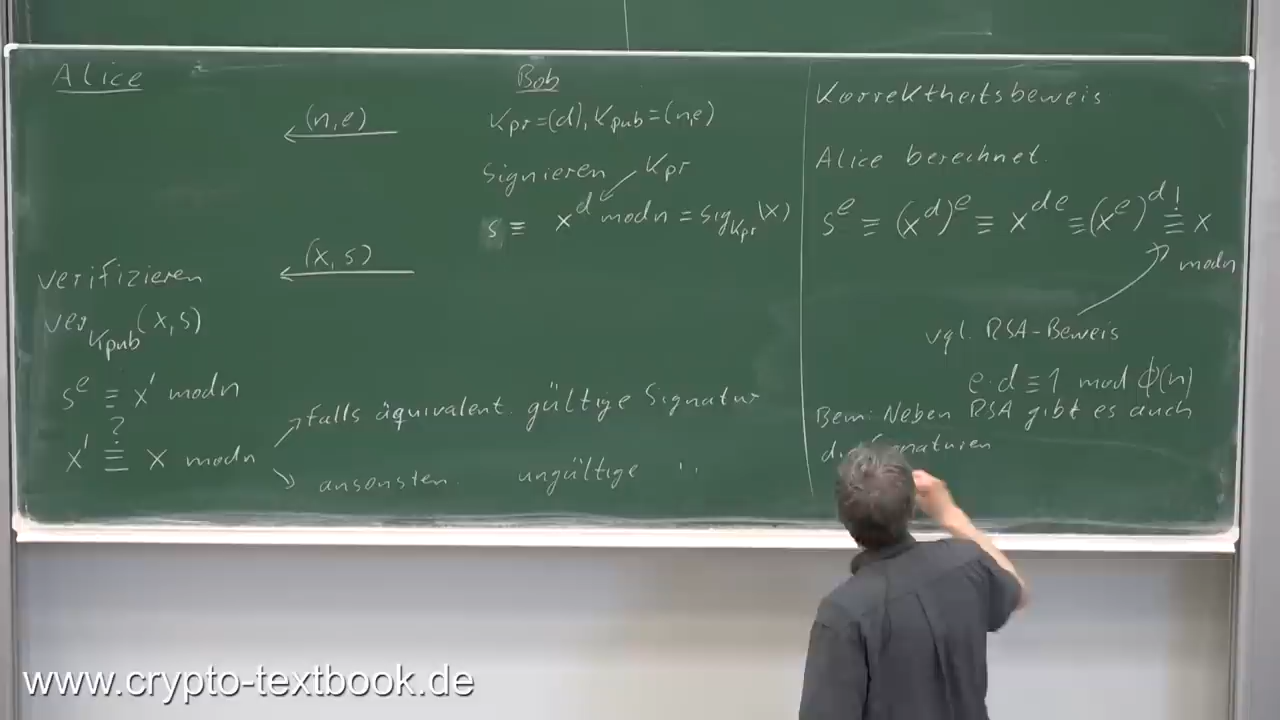 Alice
(n,e)
verifizieren
(x,s)
ver_Kpub (x,s)
s^e ≡ x' mod n
?
x' ≡ x mod n
falls äquivalent. gültige Signatur
ansonsten. ungültige ''
Bob
Kpr=(d), Kpub=(n,e)
Signieren Kpr
s ≡ x^d mod n = sig_Kpr (x)
Korrektheitsbeweis
Alice berechnet.
s^e ≡ (x^d)^e ≡ x^de ≡ (x^e)^d ≡! x
mod n
vgl. RSA-Beweis
e·d ≡ 1 mod Φ(n)
Bem: Neben RSA gibt es auch
www.crypto-textbook.de